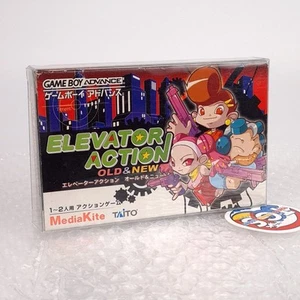 GAME BOY ADVANCE
ゲームボーイ アドバンス
ELEVATOR
ACTION
OLD & NEW
エレベーターアクション オールド&ニュー
1~2人用 アクションゲーム
MediaKite TAITO